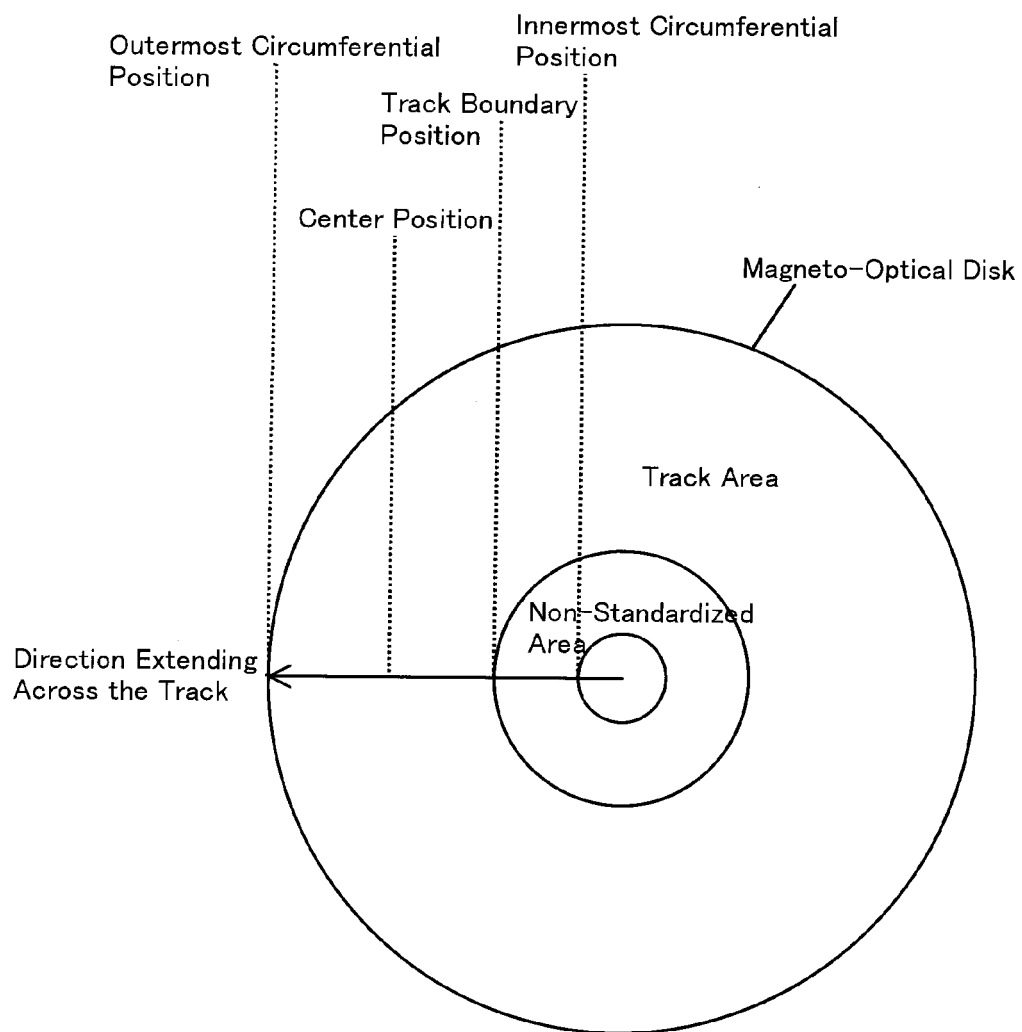 Outermost Circumferential
Position
Innermost Circumferential
Position
Track Boundary
Position
Center Position
Magneto-Optical Disk
Track Area
Non-Standardized
Area
Direction Extending
Across the Track